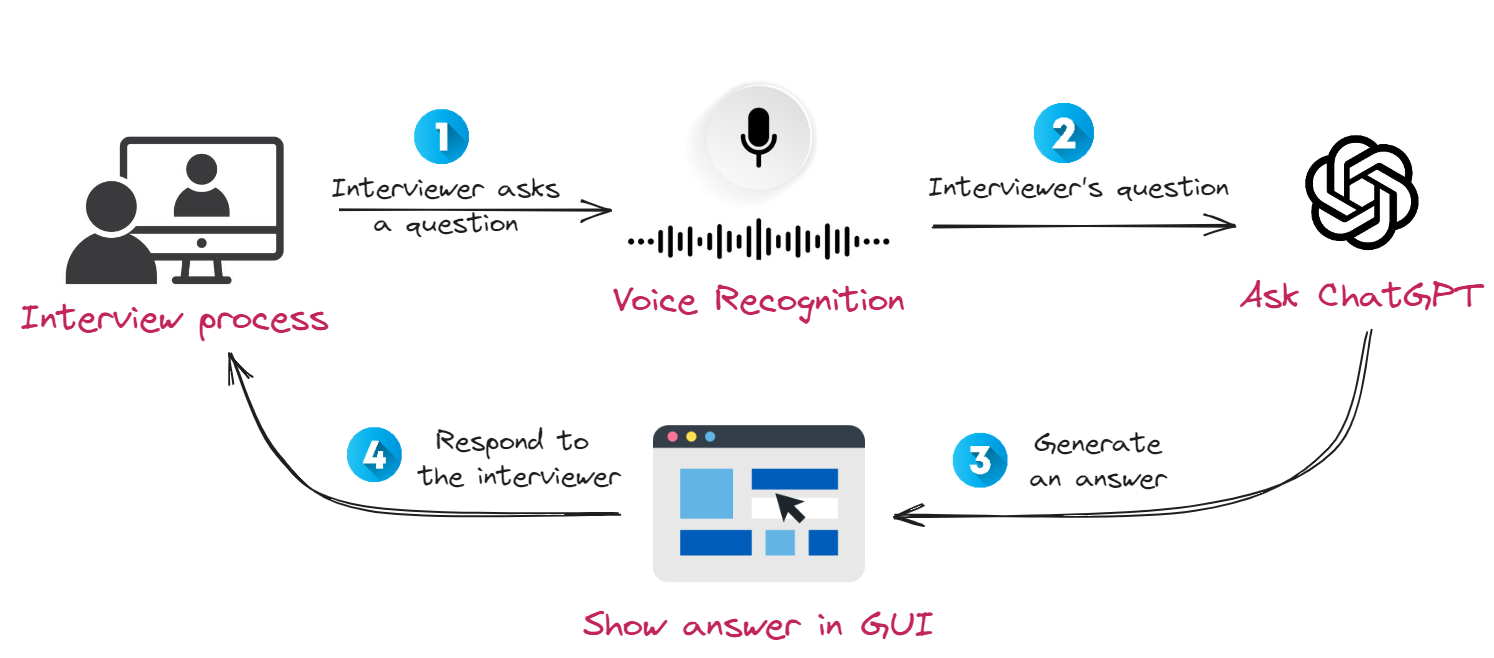 1
Interviewer asks
a question
2
Interviewer's question
Interview process
Voice Recognition
Ask ChatGPT
4
Respond to
the interviewer
3
Generate
an answer
Show answer in GUI